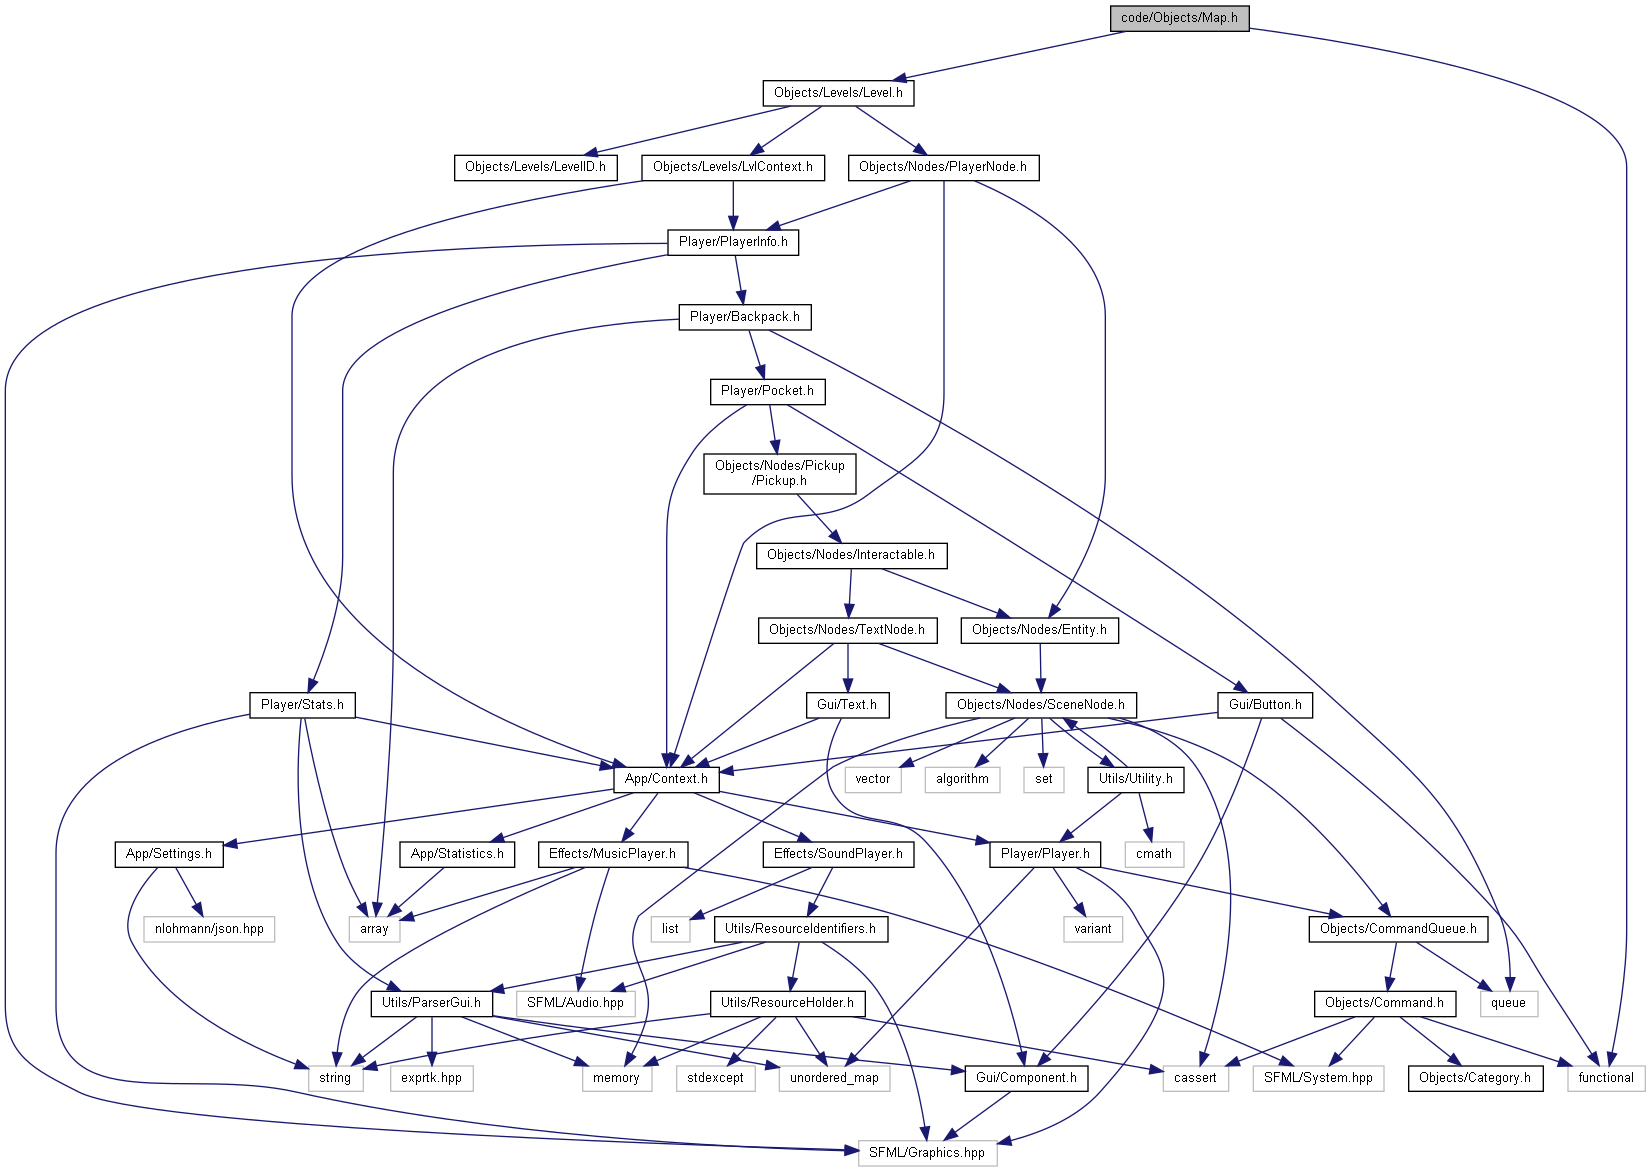 code/Objects/Map.h
Objects/Levels/Level.h
Objects/Levels/LevelID.h
Objects/Levels/LvlContext.h
Objects/Nodes/PlayerNode.h
Player/PlayerInfo.h
Player/Backpack.h
Player/Pocket.h
Objects/Nodes/Pickup
/Pickup.h
Objects/Nodes/Interactable.h
Objects/Nodes/TextNode.h
Objects/Nodes/Entity.h
Player/Stats.h
Gui/Text.h
Objects/Nodes/SceneNode.h
Gui/Button.h
App/Context.h
vector
algorithm
set
Utils/Utility.h
App/Settings.h
App/Statistics.h
Effects/MusicPlayer.h
Effects/SoundPlayer.h
Player/Player.h
cmath
nlohmann/json.hpp
array
list
Utils/ResourceIdentifiers.h
variant
Objects/CommandQueue.h
Utils/ParserGui.h
SFML/Audio.hpp
Utils/ResourceHolder.h
Objects/Command.h
queue
string
exprtk.hpp
memory
stdexcept
unordered_map
Gui/Component.h
cassert
SFML/System.hpp
Objects/Category.h
functional
SFML/Graphics.hpp